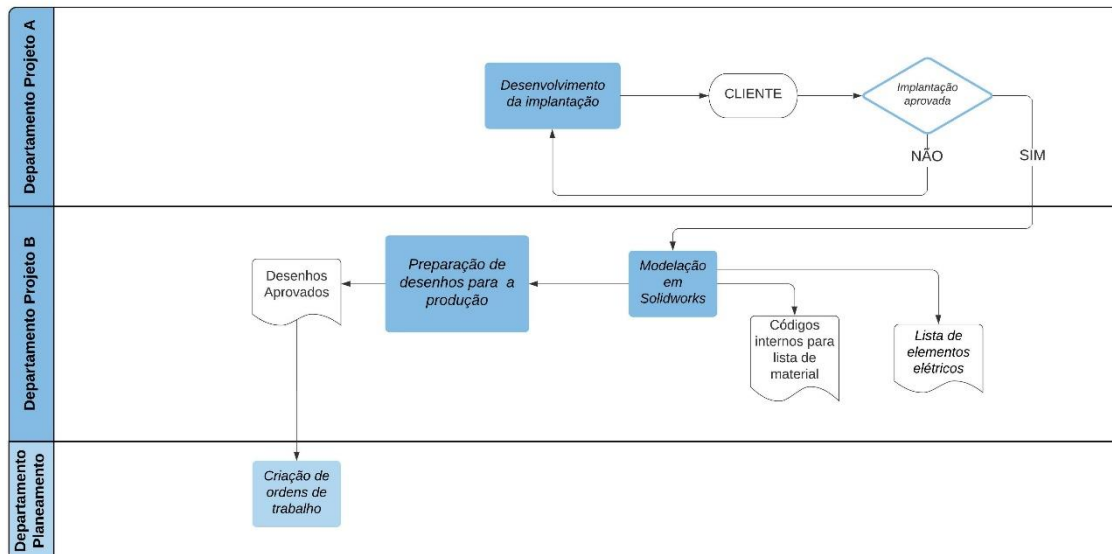 Departamento Projeto A
Desenvolvimento
da implantação
CLIENTE
Implantação
aprovada
NÃO
SIM
Departamento Projeto B
Desenhos
Aprovados
Preparação de
desenhos para a
produção
Modelação
em
Solidworks
Códigos
internos para
lista de
material
Lista de
elementos
elétricos
Departamento
Planeamento
Criação de
ordens de
trabalho